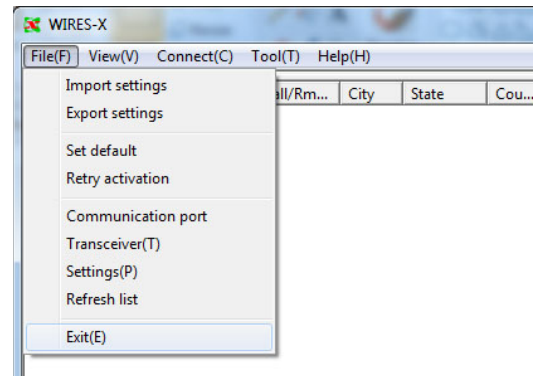 WIRES-X
File(F) View(V) Connect(C) Tool(T) Help(H)
Import settings
all/Rm... City State Cou...
Export settings
Set default
Retry activation
Communication port
Transceiver(T)
Settings(P)
Refresh list
Exit(E)